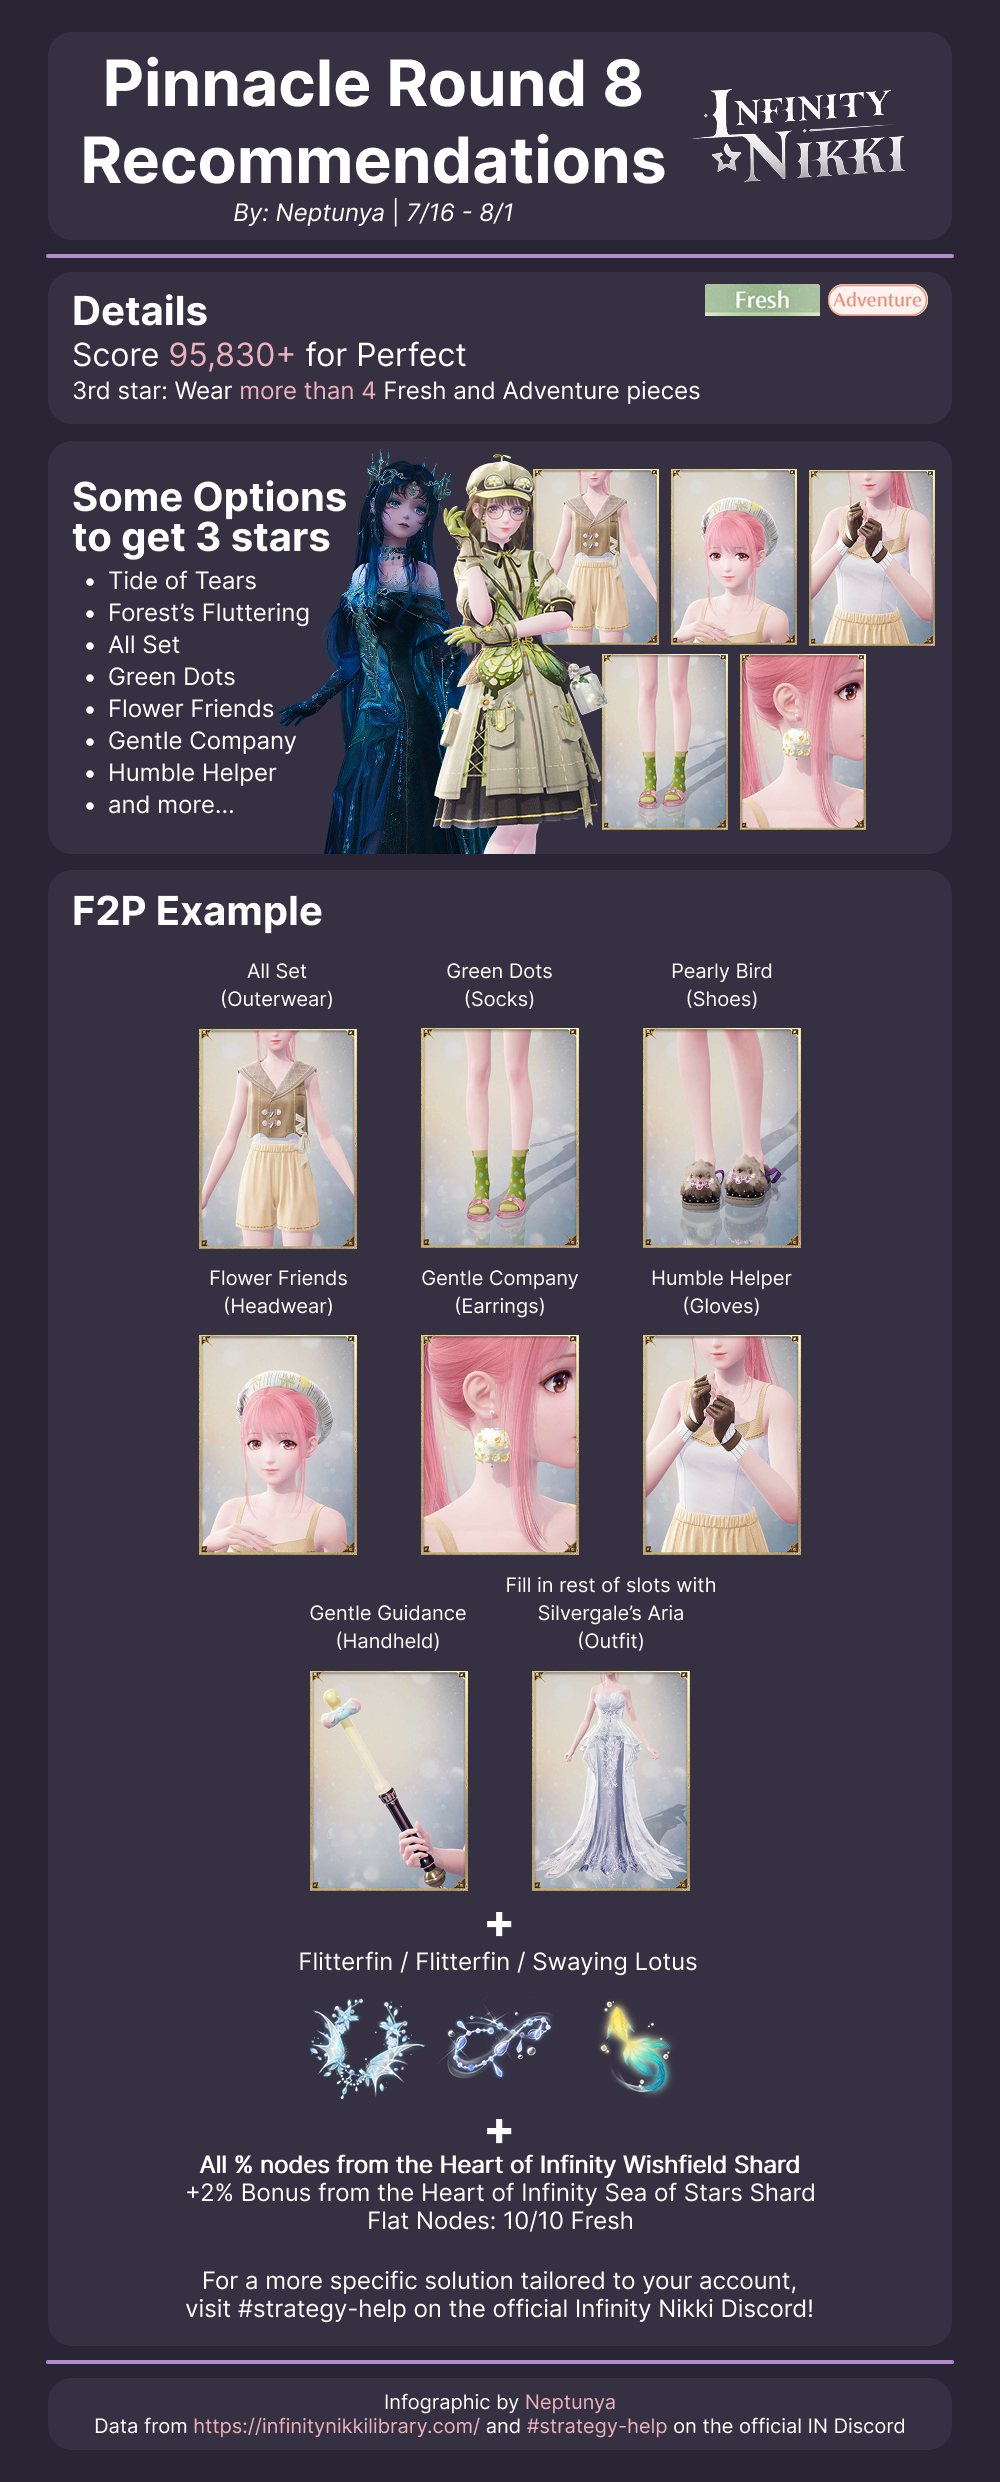 Pinnacle Round 8
Recommendations
By: Neptunya | 7/16 - 8/1
INFINITY
NIKKI
Details
Fresh
Adventure
Score 95,830+ for Perfect
3rd star: Wear more than 4 Fresh and Adventure pieces
Some Options
to get 3 stars
• Tide of Tears
• Forest's Fluttering
• All Set
• Green Dots
• Flower Friends
• Gentle Company
• Humble Helper
• and more...
F2P Example
All Set
(Outerwear)
Green Dots
(Socks)
Pearly Bird
(Shoes)
Flower Friends
(Headwear)
Gentle Company
(Earrings)
Humble Helper
(Gloves)
Gentle Guidance
(Handheld)
Fill in rest of slots with
Silvergale's Aria
(Outfit)
+
Flitterfin / Flitterfin / Swaying Lotus
+
All % nodes from the Heart of Infinity Wishfield Shard
+2% Bonus from the Heart of Infinity Sea of Stars Shard
Flat Nodes: 10/10 Fresh
For a more specific solution tailored to your account,
visit #strategy-help on the official Infinity Nikki Discord!
Infographic by Neptunya
Data from https://infinitynikkilibrary.com/ and #strategy-help on the official IN Discord